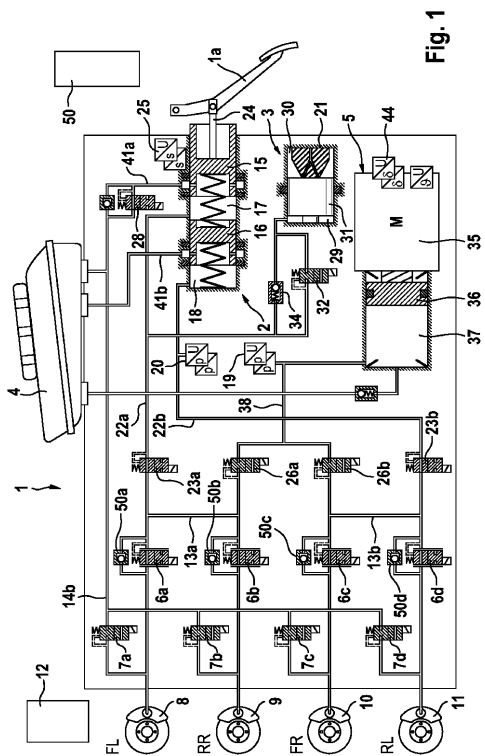 Fig. 1
1
4
50
12
1a
24
25
U
s
U
s
41a
28
41b
15
17
16
18
2
3
30
21
29
31
34
32
5
44
U
δ
U
ϑ
M
35
36
37
20
U
p
U
p
19
U
p
U
p
38
22a
22b
23a
26a
26b
23b
14b
50a
50b
50c
50d
13a
13b
6a
6b
6c
6d
7a
7b
7c
7d
FL
8
RR
9
FR
10
RL
11